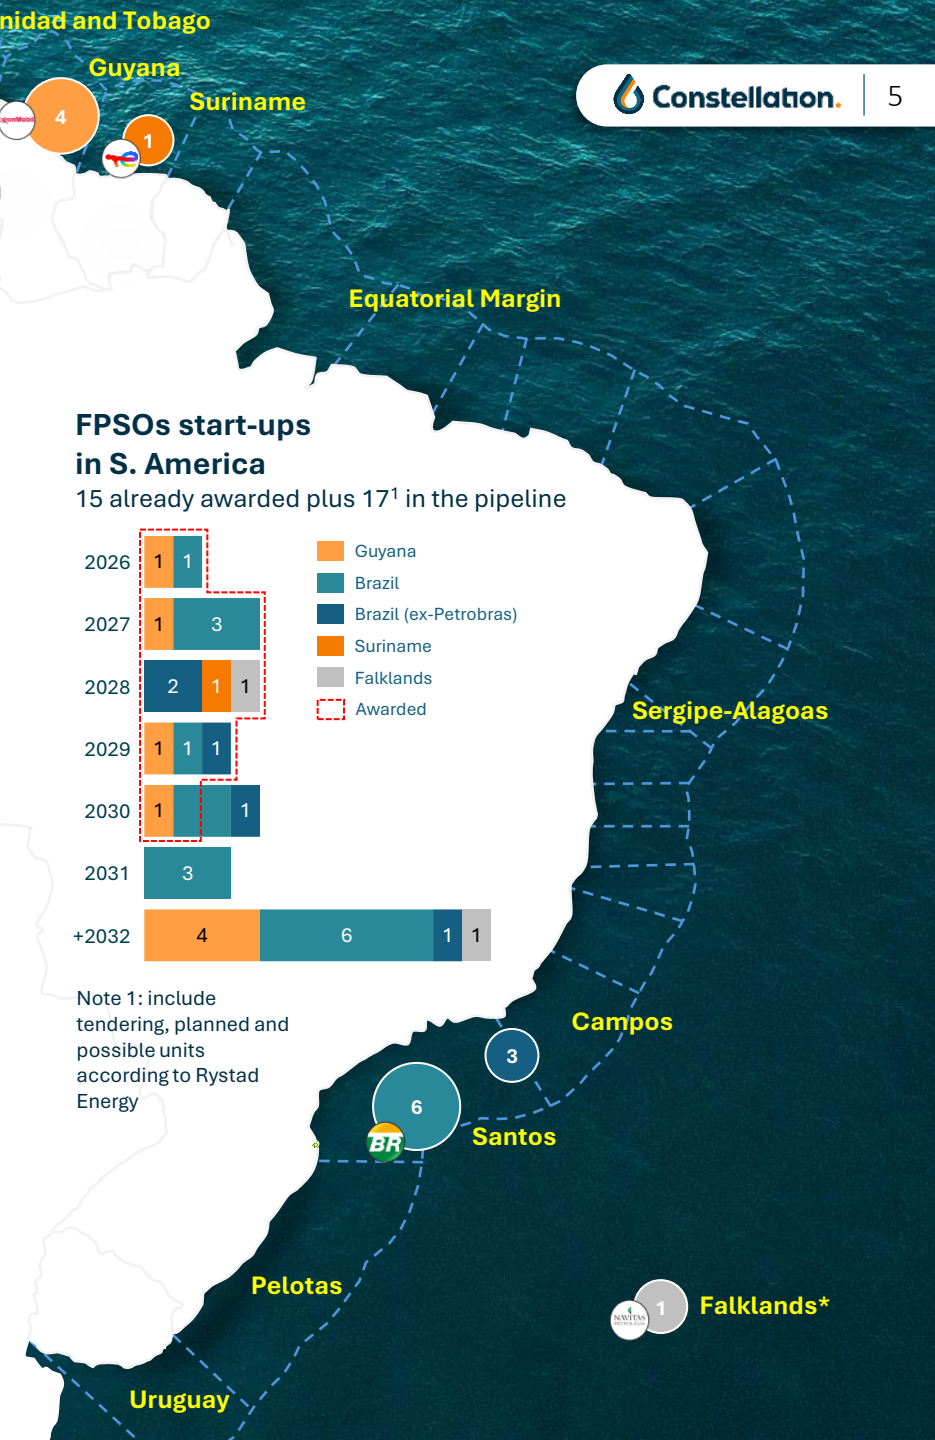 nidad and Tobago
Guyana
Suriname
Constellation.
5
ExxonMobil
4
1
Equatorial Margin
FPSOs start-ups
in S. America
15 already awarded plus 17¹ in the pipeline
2026 1 1
2027 1 3
2028 2 1 1
2029 1 1 1
2030 1 1
2031 3
+2032 4 6 1 1
Guyana
Brazil
Brazil (ex-Petrobras)
Suriname
Falklands
Awarded
Sergipe-Alagoas
Note 1: include
tendering, planned and
possible units
according to Rystad
Energy
Campos
3
6
BR
Santos
Pelotas
1
NAVITAS
PETROLEUM
Falklands*
Uruguay